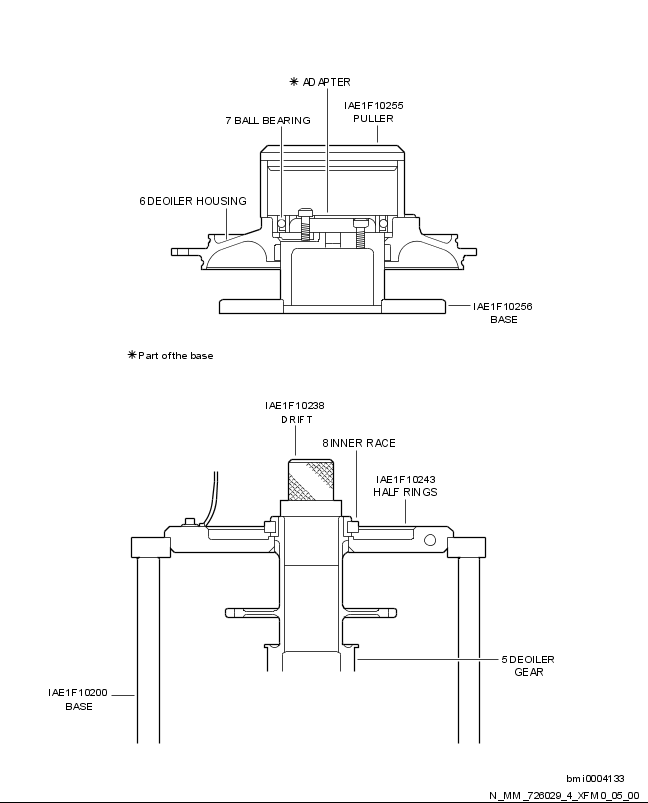 ✳ ADAPTER
IAE1F10255
PULLER
7 BALL BEARING
6 DEOILER HOUSING
IAE1F10256
BASE
✳ Part of the base
IAE1F10238
DRIFT
8 INNER RACE
IAE1F10243
HALF RINGS
5 DEOILER
GEAR
IAE1F10200
BASE
bmi0004133
N_MM_726029_4_XFM0_05_00